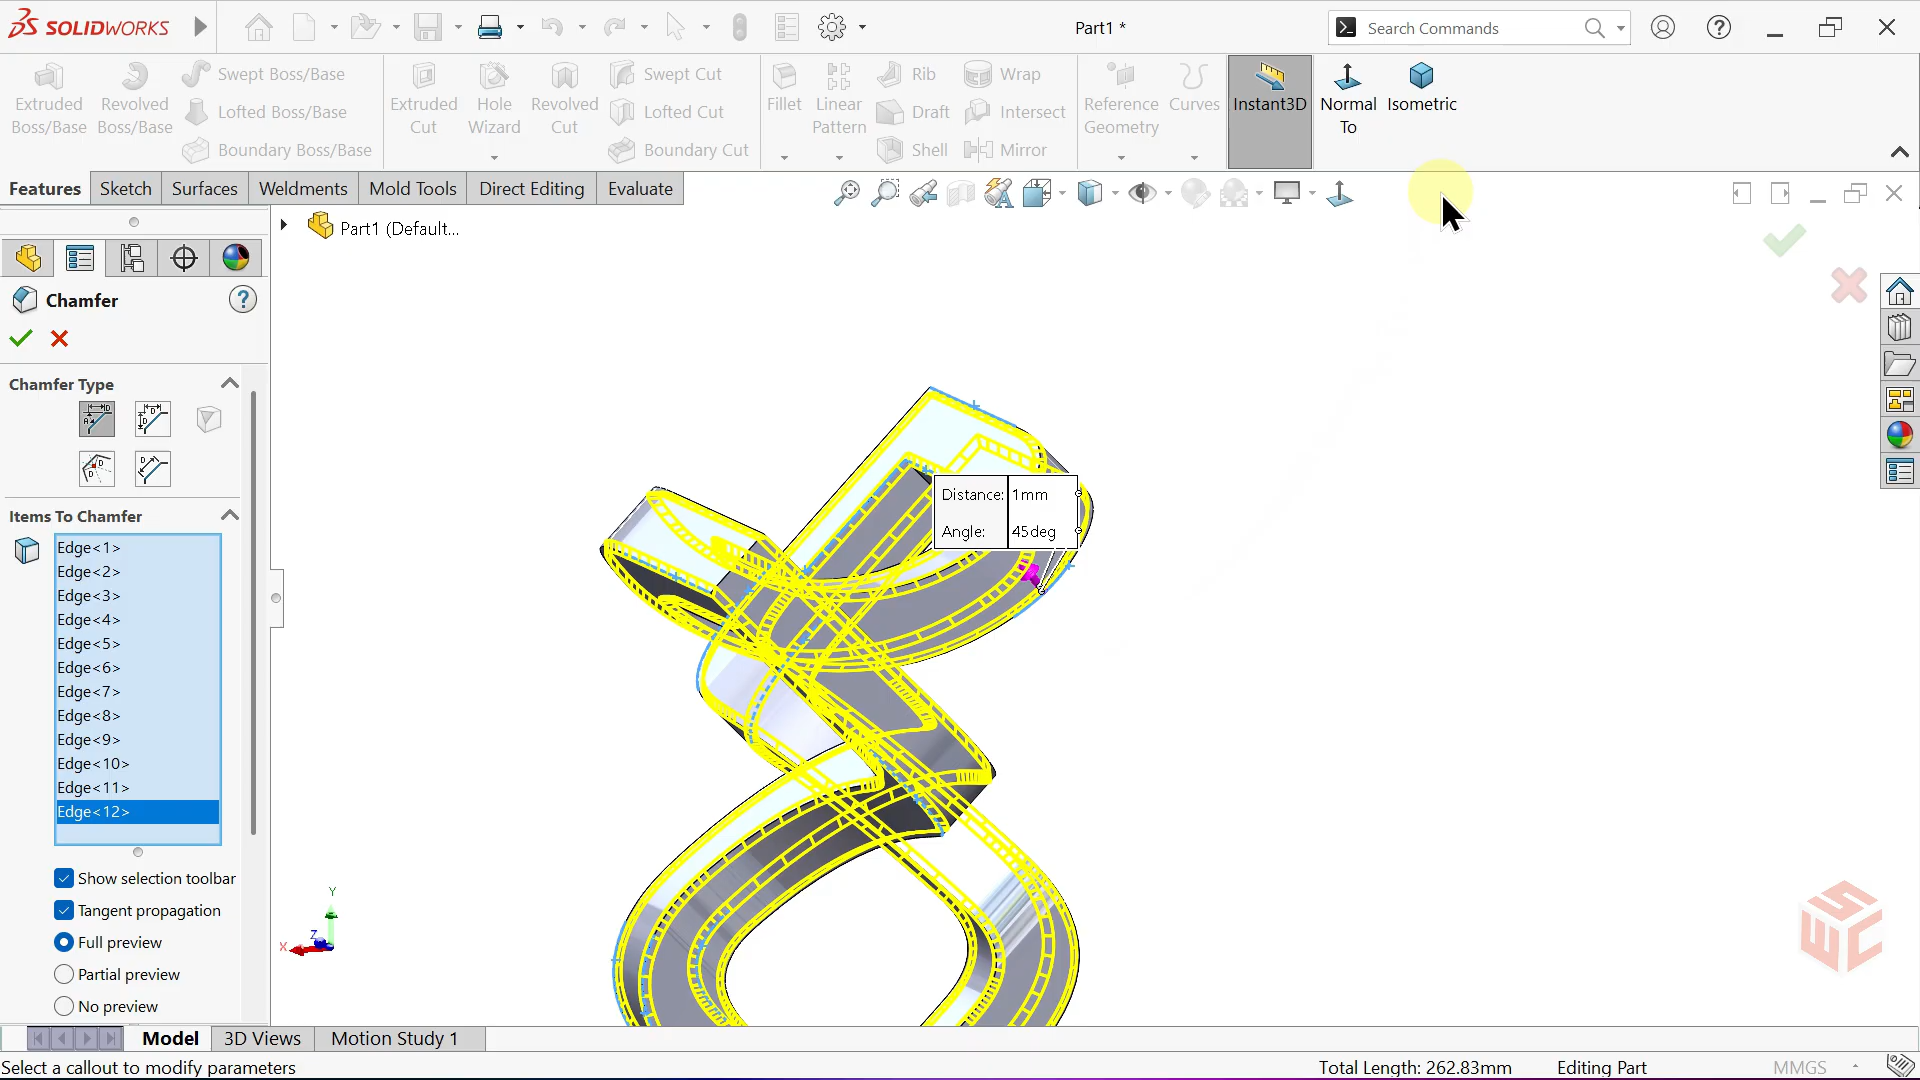 SOLIDWORKS
Part1 *
Search Commands
Extruded Boss/Base
Revolved Boss/Base
Swept Boss/Base
Lofted Boss/Base
Boundary Boss/Base
Extruded Cut
Hole Wizard
Revolved Cut
Swept Cut
Lofted Cut
Boundary Cut
Fillet
Linear Pattern
Rib
Draft
Shell
Wrap
Intersect
Mirror
Reference Geometry
Curves
Instant3D
Normal To
Isometric
Features
Sketch
Surfaces
Weldments
Mold Tools
Direct Editing
Evaluate
Part1 (Default...
Chamfer
Chamfer Type
Items To Chamfer
Edge<1>
Edge<2>
Edge<3>
Edge<4>
Edge<5>
Edge<6>
Edge<7>
Edge<8>
Edge<9>
Edge<10>
Edge<11>
Edge<12>
Show selection toolbar
Tangent propagation
Full preview
Partial preview
No preview
Distance: 1mm
Angle: 45deg
Y
Z
X
SWC
Model
3D Views
Motion Study 1
Select a callout to modify parameters
Total Length: 262.83mm
Editing Part
MMGS